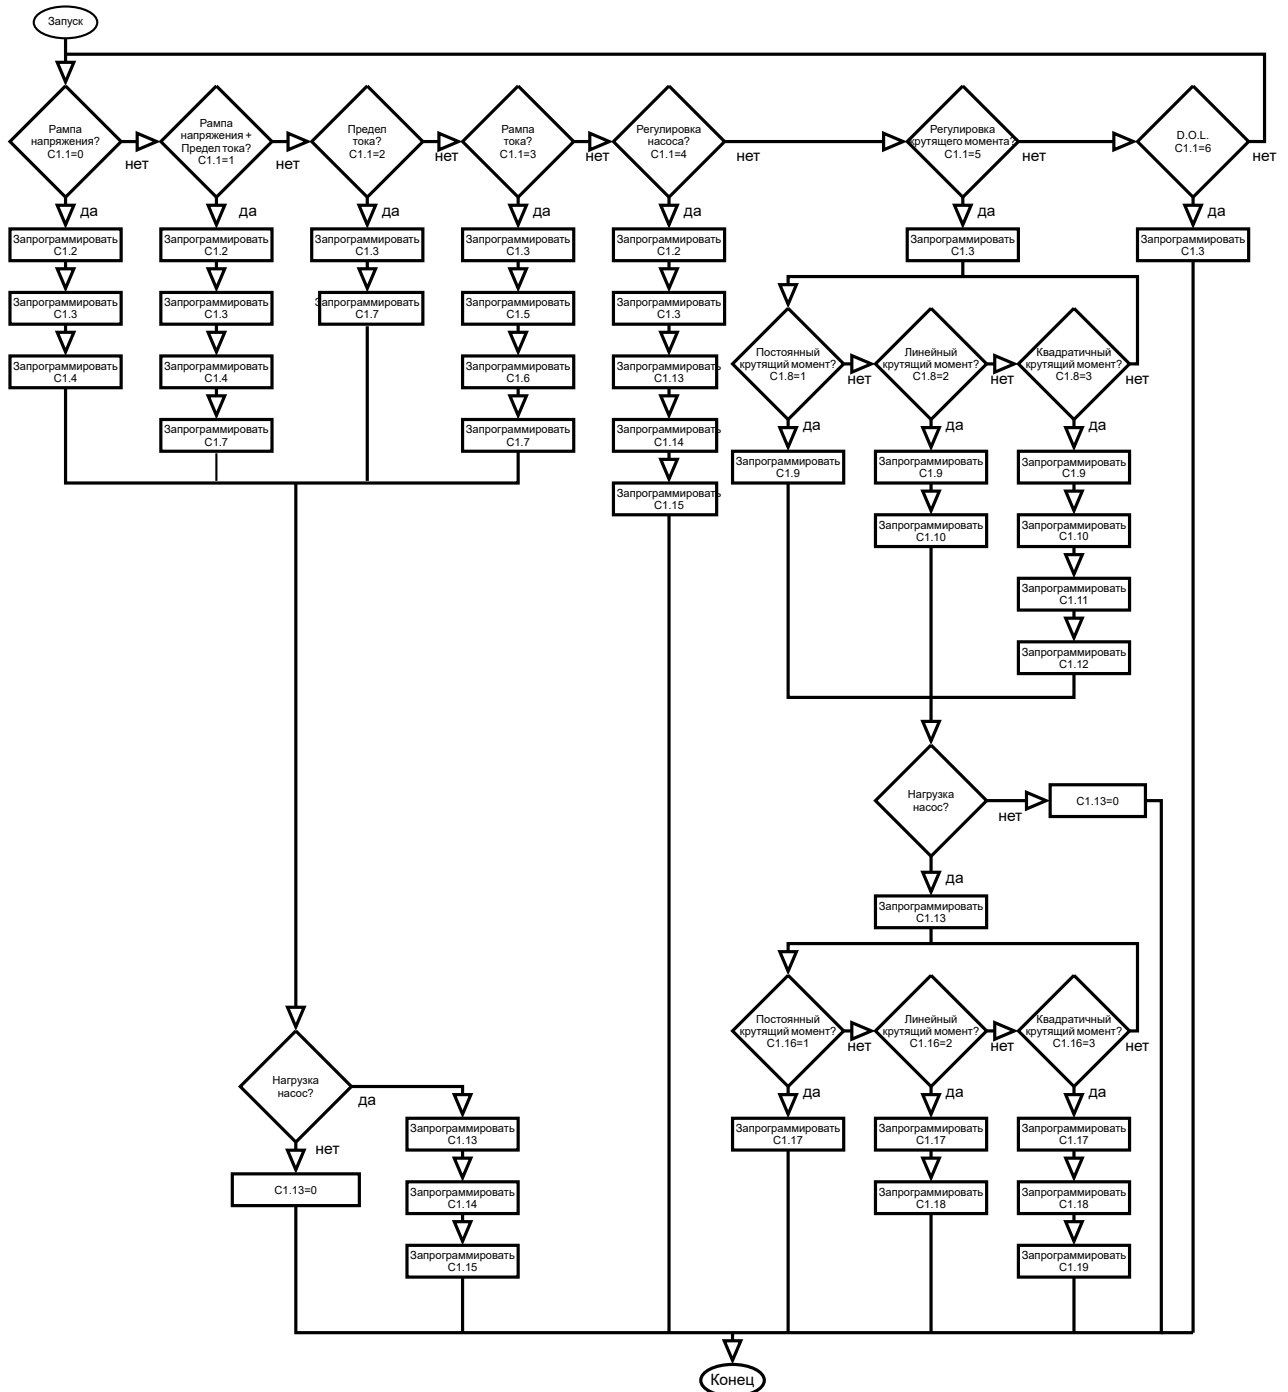 Запуск
Рампа
напряжения?
C1.1=0
нет
Рампа
напряжения +
Предел тока?
C1.1=1
нет
Предел
тока?
C1.1=2
нет
Рампа
тока?
C1.1=3
нет
Регулировка
насоса?
C1.1=4
нет
Регулировка
крутящего момента?
C1.1=5
нет
D.O.L.
C1.1=6
нет
да
да
да
да
да
да
да
Запрограммировать
C1.2
Запрограммировать
C1.2
Запрограммировать
C1.3
Запрограммировать
C1.3
Запрограммировать
C1.2
Запрограммировать
C1.3
Запрограммировать
C1.3
Запрограммировать
C1.3
Запрограммировать
C1.3
Запрограммировать
C1.7
Запрограммировать
C1.5
Запрограммировать
C1.3
Запрограммировать
C1.4
Запрограммировать
C1.4
Запрограммировать
C1.6
Запрограммировать
C1.13
Постоянный
крутящий момент?
C1.8=1
нет
Линейный
крутящий момент?
C1.8=2
нет
Квадратичный
крутящий момент?
C1.8=3
нет
Запрограммировать
C1.7
Запрограммировать
C1.7
Запрограммировать
C1.14
да
да
да
Запрограммировать
C1.9
Запрограммировать
C1.9
Запрограммировать
C1.9
Запрограммировать
C1.15
Запрограммировать
C1.10
Запрограммировать
C1.10
Запрограммировать
C1.11
Запрограммировать
C1.12
Нагрузка
насос?
нет
C1.13=0
да
Запрограммировать
C1.13
Постоянный
крутящий момент?
C1.16=1
нет
Линейный
крутящий момент?
C1.16=2
нет
Квадратичный
крутящий момент?
C1.16=3
нет
Нагрузка
насос?
да
да
да
да
Запрограммировать
C1.13
Запрограммировать
C1.17
Запрограммировать
C1.17
Запрограммировать
C1.17
нет
C1.13=0
Запрограммировать
C1.14
Запрограммировать
C1.18
Запрограммировать
C1.18
Запрограммировать
C1.15
Запрограммировать
C1.19
Конец